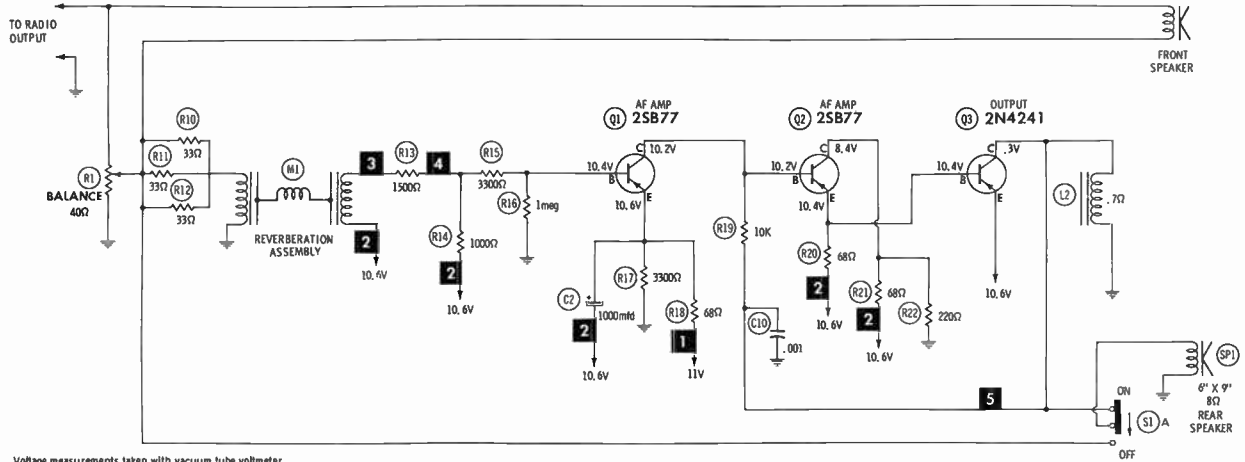 TO RADIO
OUTPUT
FRONT
SPEAKER
R10
33Ω
R11
33Ω
R12
33Ω
R1
BALANCE
40Ω
M1
REVERBERATION
ASSEMBLY
3
2
10.6V
R13
1500Ω
4
R14
1000Ω
2
10.6V
R15
3300Ω
R16
1meg
AF AMP
Q1 2SB77
C
10.2V
10.4V
B
E
10.6V
C2
+
1000mfd
2
10.6V
R17
3300Ω
R18
68Ω
1
11V
R19
10K
C10
.001
AF AMP
Q2 2SB77
C
8.4V
10.2V
B
E
10.4V
R20
68Ω
2
10.6V
R21
68Ω
2
10.6V
R22
220Ω
OUTPUT
Q3 2N4241
C
.3V
10.4V
B
E
10.6V
L2
.7Ω
5
ON
S1 A
OFF
SP1
6" X 9"
8Ω
REAR
SPEAKER
Voltage measurements taken with vacuum tube voltmeter